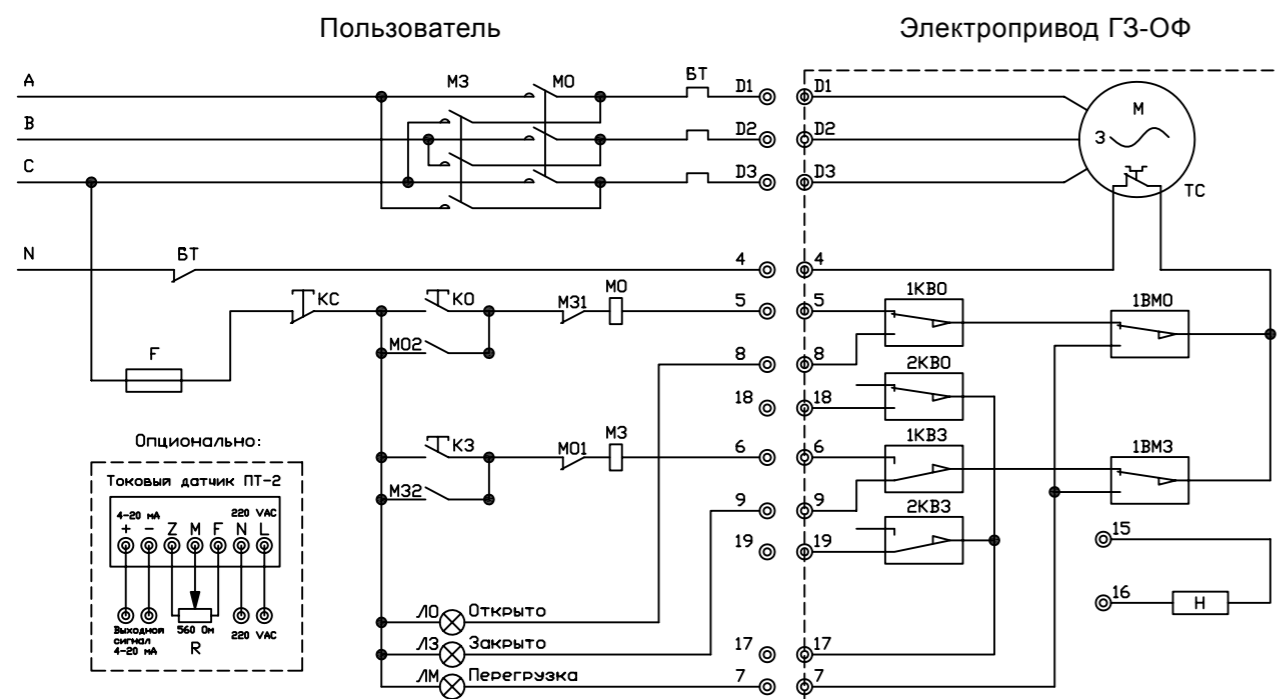 Пользователь
Электропривод ГЗ-ОФ
A
МЗ
МО
БТ
D1
D1
М
B
D2
D2
3
C
D3
D3
ТС
N
БТ
4
4
КС
КО
МЗ1
МО
5
5
1КВО
1ВМО
F
МО2
8
8
2КВО
18
18
Опционально:
КЗ
МО1
МЗ
6
6
1КВЗ
1ВМЗ
Токовый датчик ПТ-2
4-20 мА
220 VAC
+ - Z M F N L
МЗ2
9
9
2КВЗ
19
19
15
16
Н
Выходной сигнал 4-20 мА
560 Ом
R
220 VAC
ЛО
Открыто
ЛЗ
Закрыто
17
17
ЛМ
Перегрузка
7
7